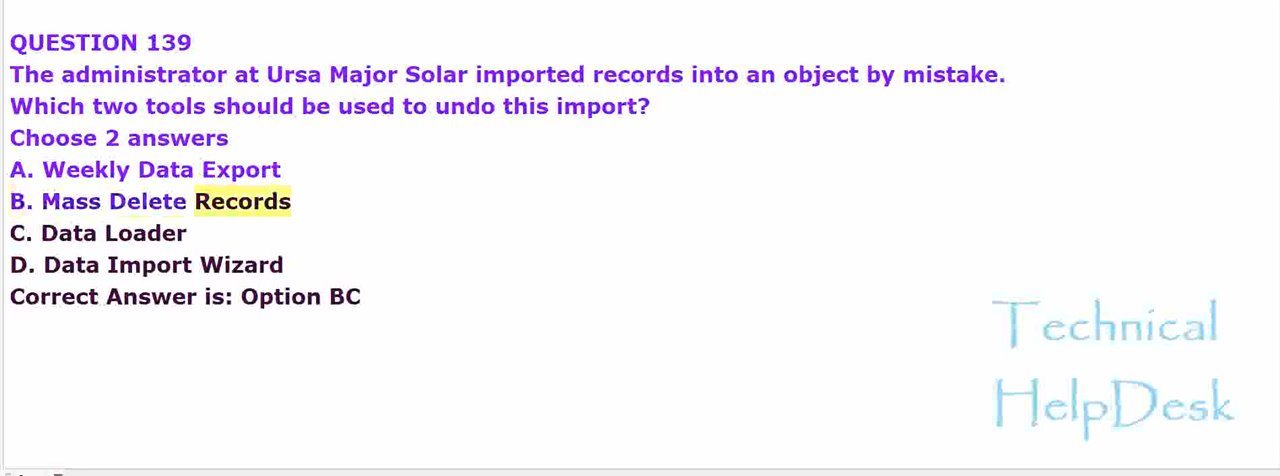 QUESTION 139
The administrator at Ursa Major Solar imported records into an object by mistake.
Which two tools should be used to undo this import?
Choose 2 answers
A. Weekly Data Export
B. Mass Delete Records
C. Data Loader
D. Data Import Wizard
Correct Answer is: Option BC
Technical
HelpDesk